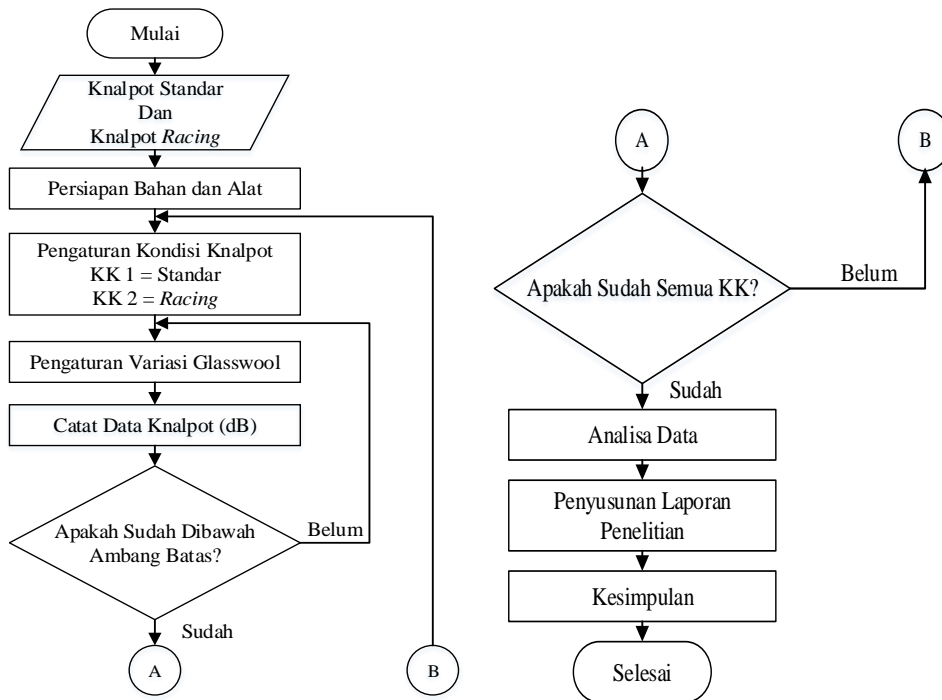 Mulai
Knalpot Standar
Dan
Knalpot Racing
Persiapan Bahan dan Alat
Pengaturan Kondisi Knalpot
KK 1 = Standar
KK 2 = Racing
Pengaturan Variasi Glasswool
Catat Data Knalpot (dB)
Apakah Sudah Dibawah
Ambang Batas?
Belum
Sudah
A
B
A
B
Apakah Sudah Semua KK?
Belum
Sudah
Analisa Data
Penyusunan Laporan
Penelitian
Kesimpulan
Selesai